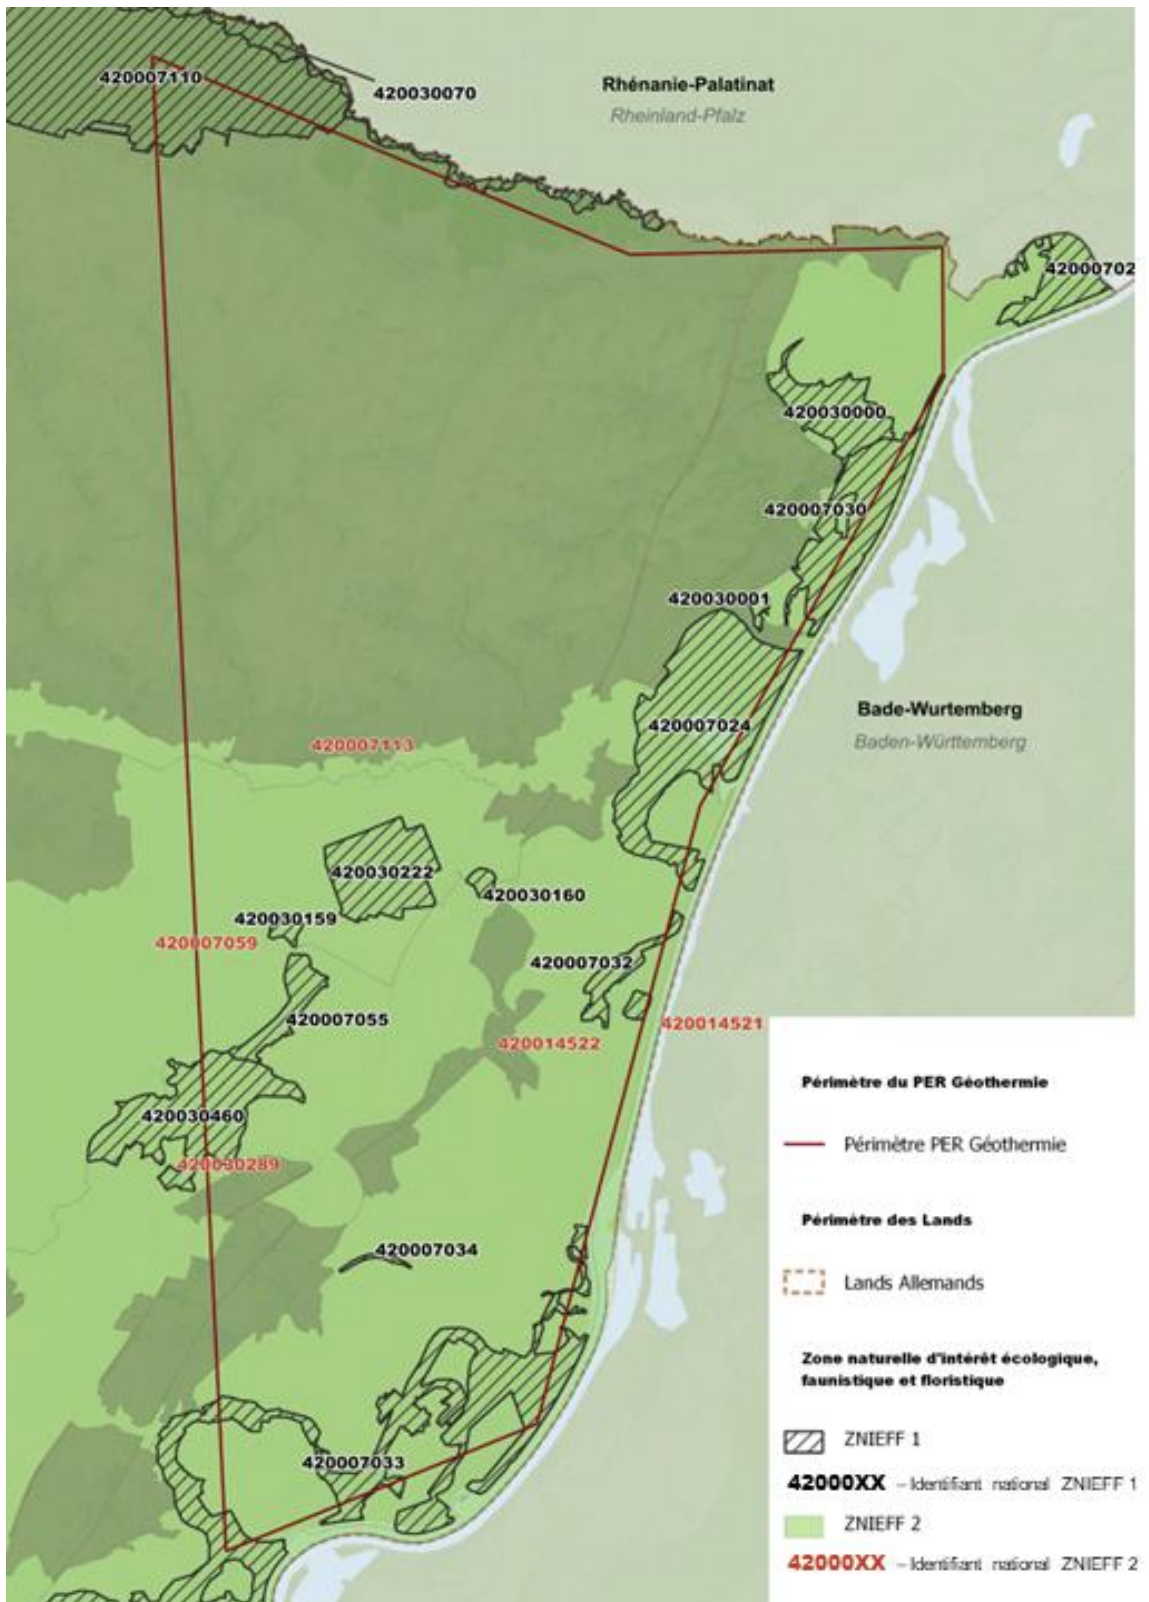 420007110
420030070
Rhénanie-Palatinat
Rheinland-Pfalz
42000702
420030000
420007030
420030001
420007024
Bade-Wurtemberg
Baden-Württemberg
420007113
420030222
420030160
420030159
420007059
420007032
420007055
420014521
420014522
420030460
420030289
420007034
420007033
Périmètre du PER Géothermie
Périmètre PER Géothermie
Périmètre des Lands
Lands Allemands
Zone naturelle d'intérêt écologique,
faunistique et floristique
ZNIEFF 1
42000XX – Identifiant national ZNIEFF 1
ZNIEFF 2
42000XX – Identifiant national ZNIEFF 2